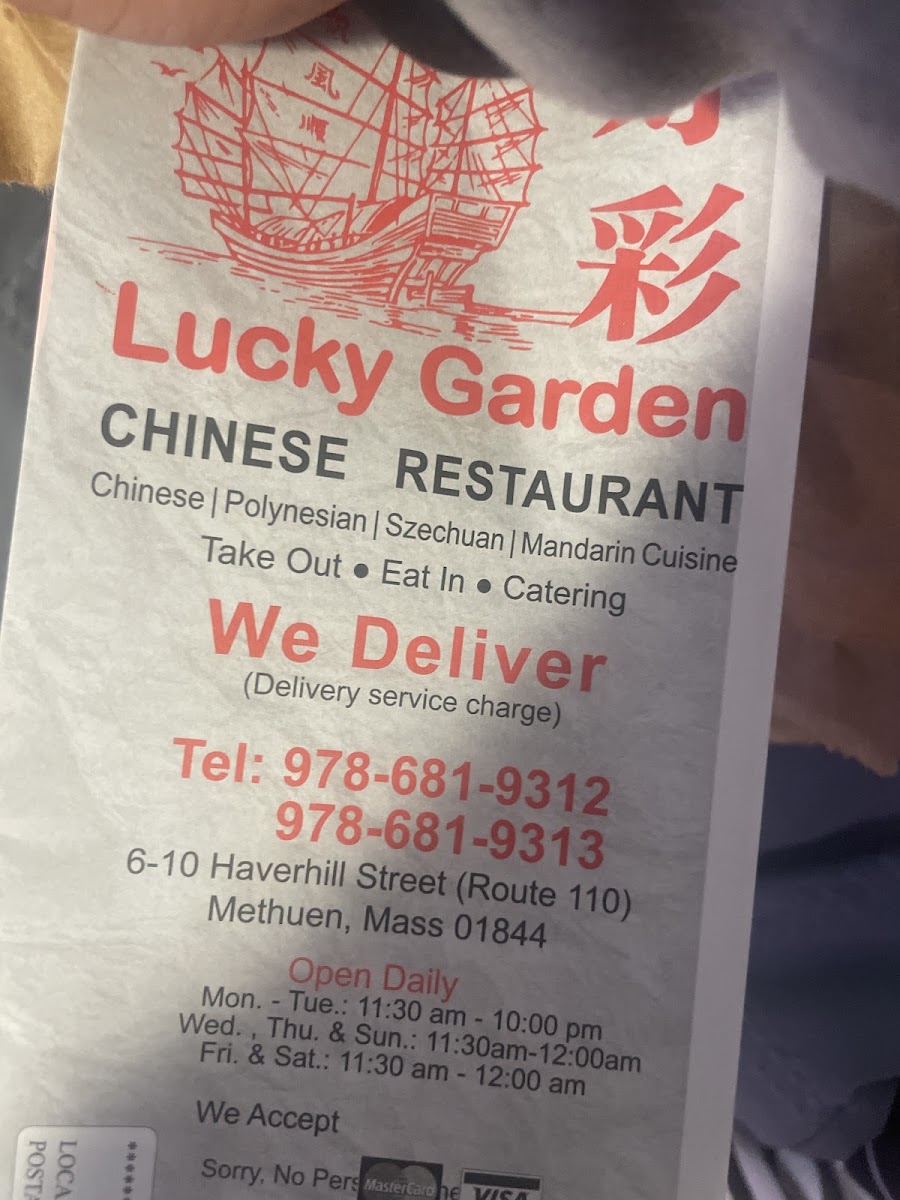 風
順
彩
Lucky Garden
CHINESE RESTAURANT
Chinese | Polynesian | Szechuan | Mandarin Cuisine
Take Out ● Eat In ● Catering
We Deliver
(Delivery service charge)
Tel: 978-681-9312
978-681-9313
6-10 Haverhill Street (Route 110)
Methuen, Mass 01844
Open Daily
Mon. - Tue.: 11:30 am - 10:00 pm
Wed. , Thu. & Sun.: 11:30am-12:00am
Fri. & Sat.: 11:30 am - 12:00 am
We Accept
Sorry, No
MasterCard
VISA
******